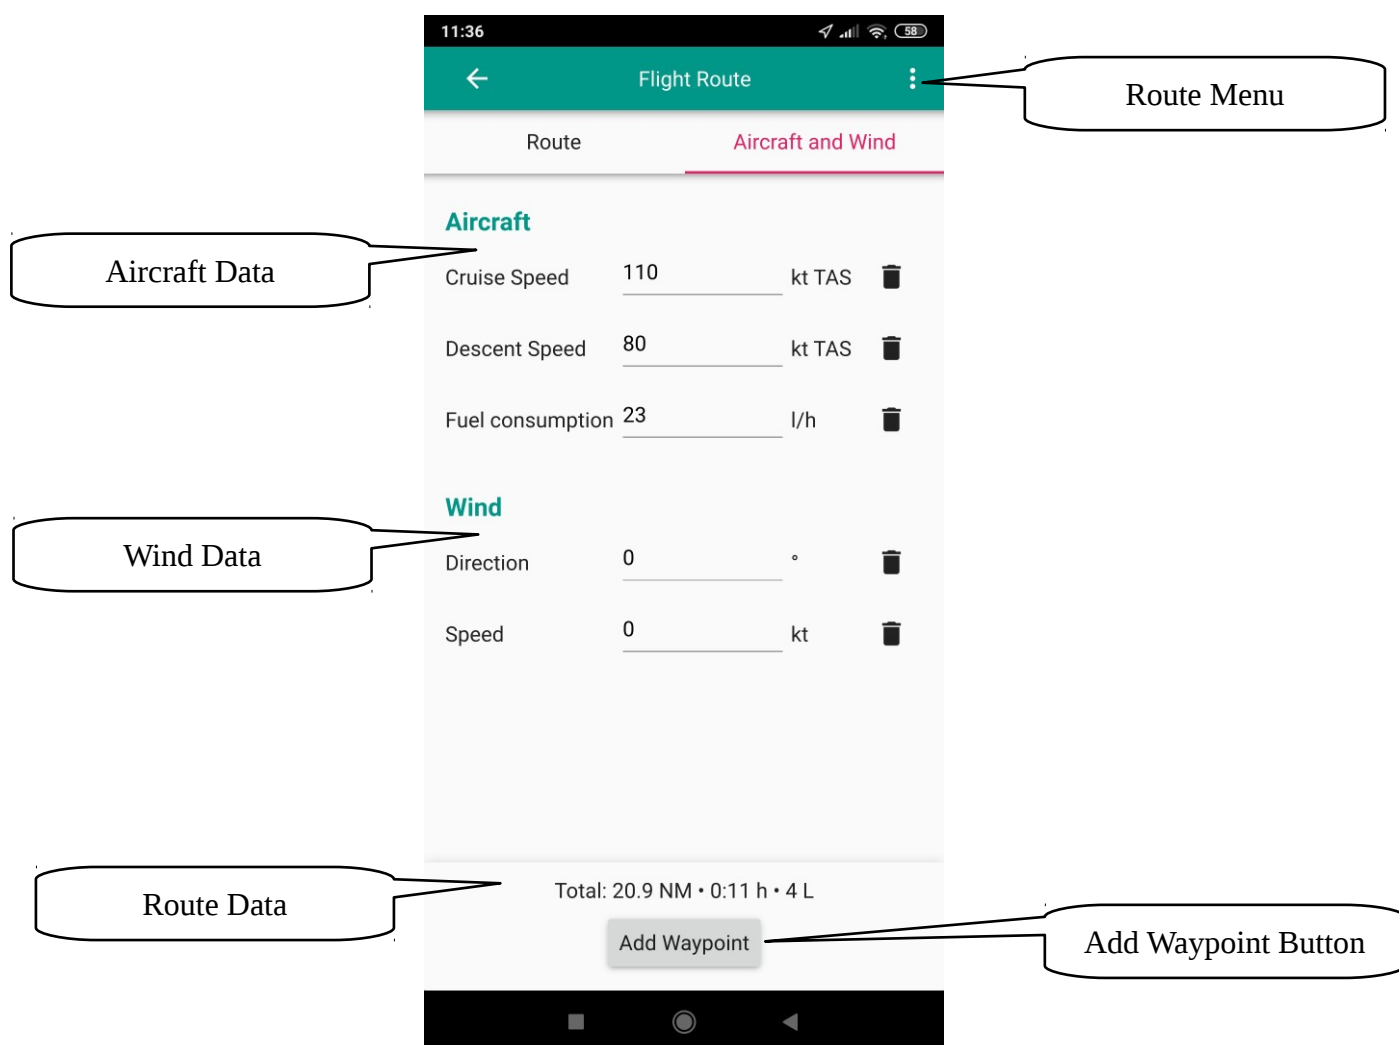 11:36
58
Flight Route
Route Menu
Route
Aircraft and Wind
Aircraft
Aircraft Data
Cruise Speed 110 kt TAS
Descent Speed 80 kt TAS
Fuel consumption 23 l/h
Wind
Wind Data
Direction 0 °
Speed 0 kt
Total: 20.9 NM • 0:11 h • 4 L
Route Data
Add Waypoint
Add Waypoint Button